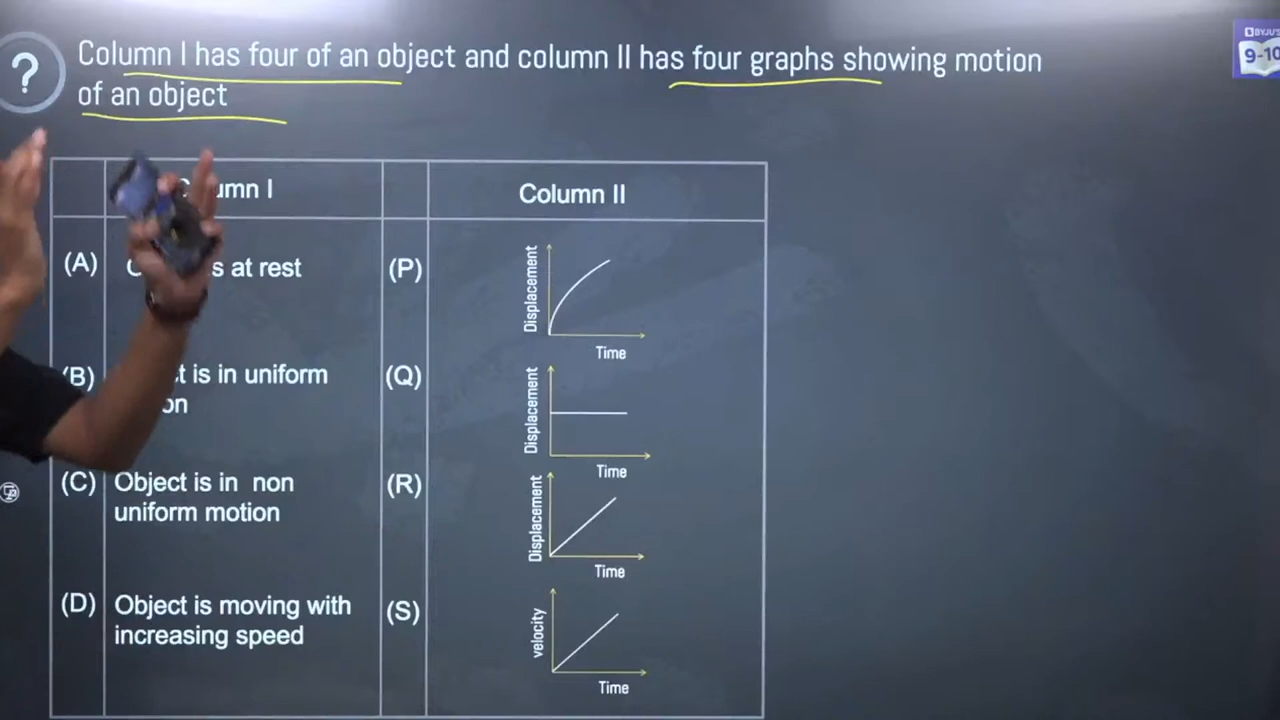 ?
Column I has four of an object and column II has four graphs showing motion
of an object
BYJU'S
9-10
Column II
(A)
at rest
(P)
Displacement
Time
(B)
is in uniform
(Q)
Displacement
Time
(C)
Object is in non
uniform motion
(R)
Displacement
Time
(D)
Object is moving with
increasing speed
(S)
velocity
Time